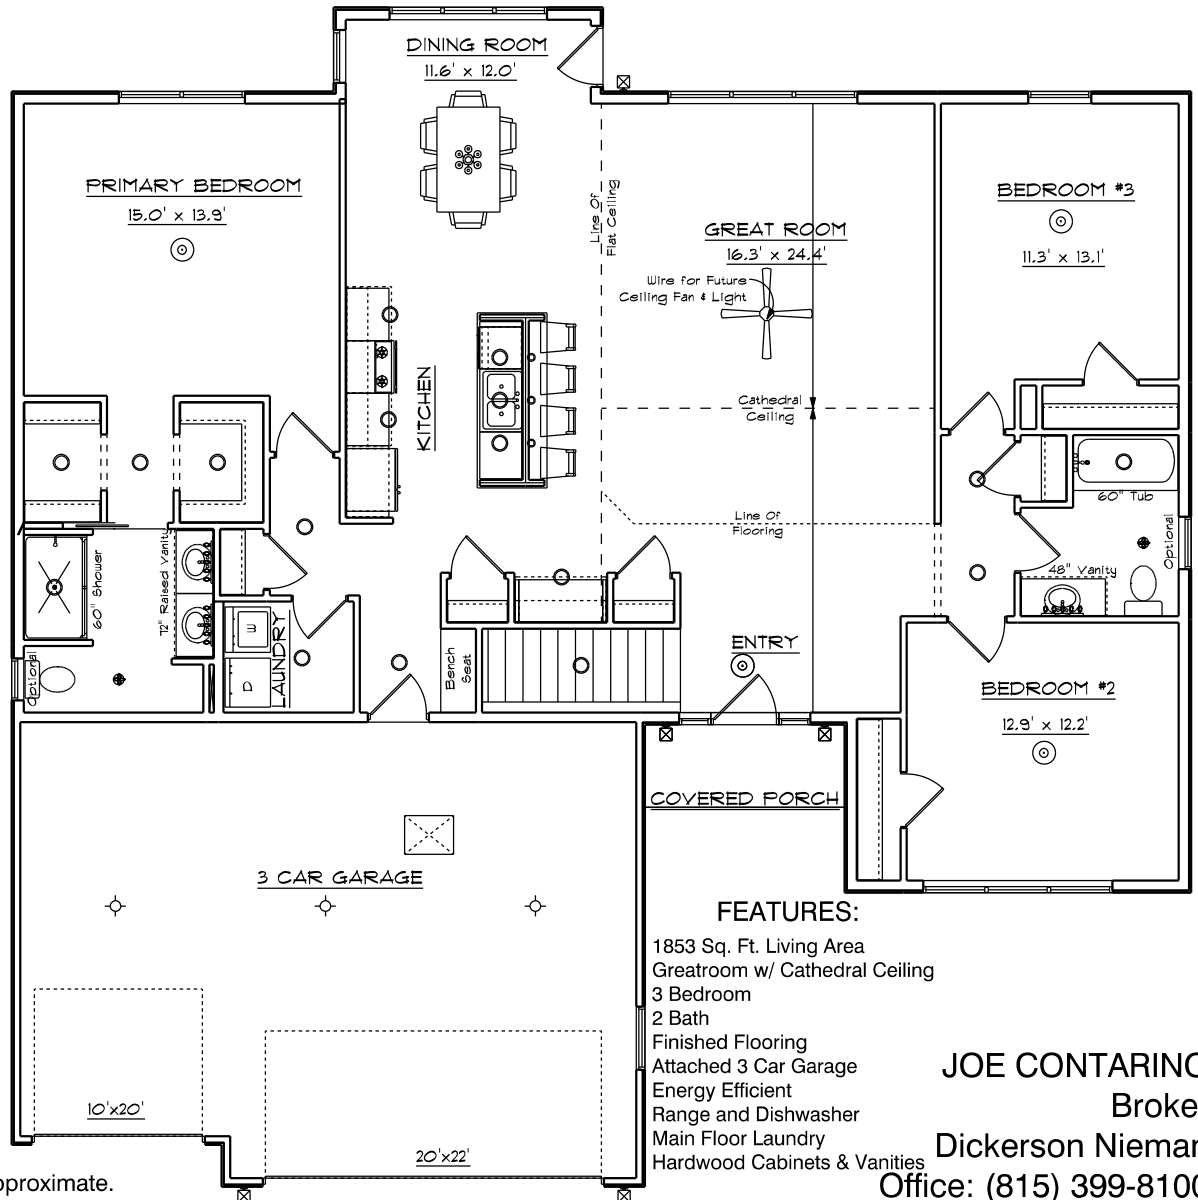 DINING ROOM
11.6' x 12.0'
PRIMARY BEDROOM
15.0' x 13.9'
Line Of
Flat Ceiling
GREAT ROOM
16.3' x 24.4'
Wire for Future
Ceiling Fan & Light
BEDROOM #3
11.3' x 13.1'
KITCHEN
Cathedral
Ceiling
Line Of
Flooring
60" Tub
Optional
48" Vanity
60" Shower
72" Raised Vanity
W
D
LAUNDRY
Optional
Bench
Seat
ENTRY
BEDROOM #2
12.9' x 12.2'
COVERED PORCH
3 CAR GARAGE
10'x20'
20'x22'
FEATURES:
1853 Sq. Ft. Living Area
Greatroom w/ Cathedral Ceiling
3 Bedroom
2 Bath
Finished Flooring
Attached 3 Car Garage
Energy Efficient
Range and Dishwasher
Main Floor Laundry
Hardwood Cabinets & Vanities
JOE CONTARINO
Broke
Dickerson Nieman
Office: (815) 399-8100
pproximate.